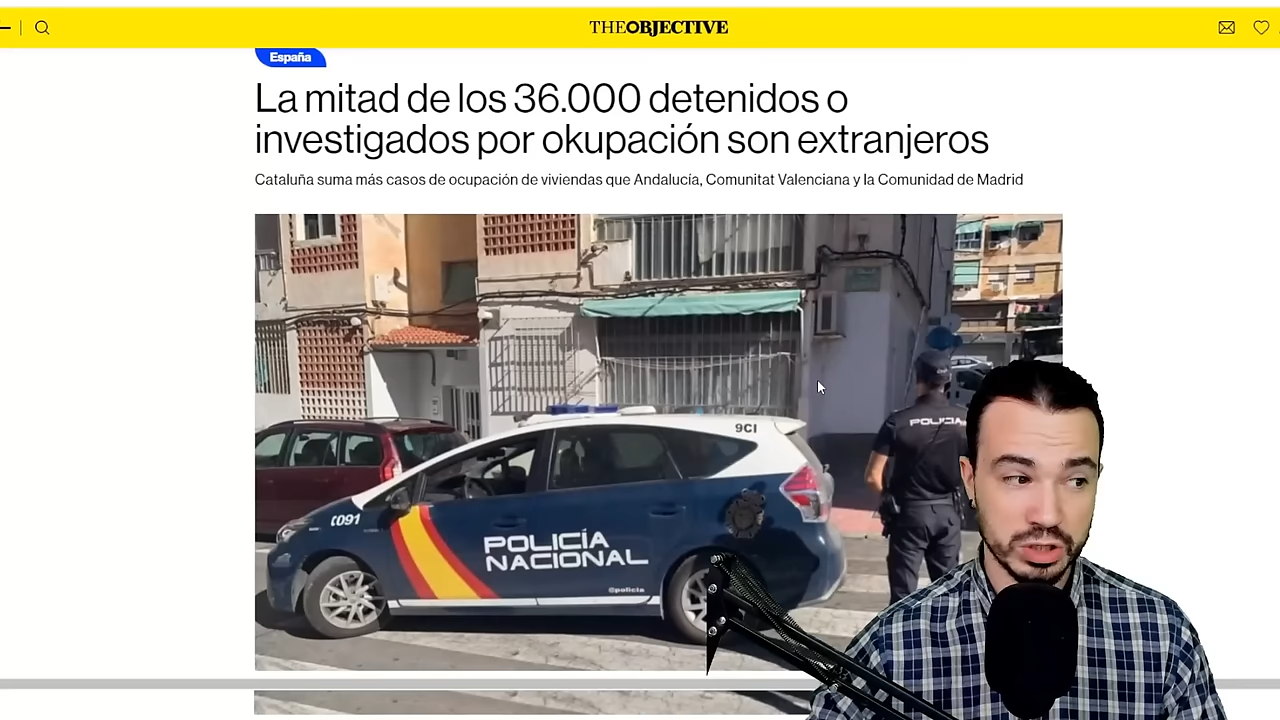 THEOBJECTIVE
España
La mitad de los 36.000 detenidos o
investigados por okupación son extranjeros
Cataluña suma más casos de ocupación de viviendas que Andalucía, Comunitat Valenciana y la Comunidad de Madrid
9CI
POLICIA
091
POLICÍA
NACIONAL
@policia